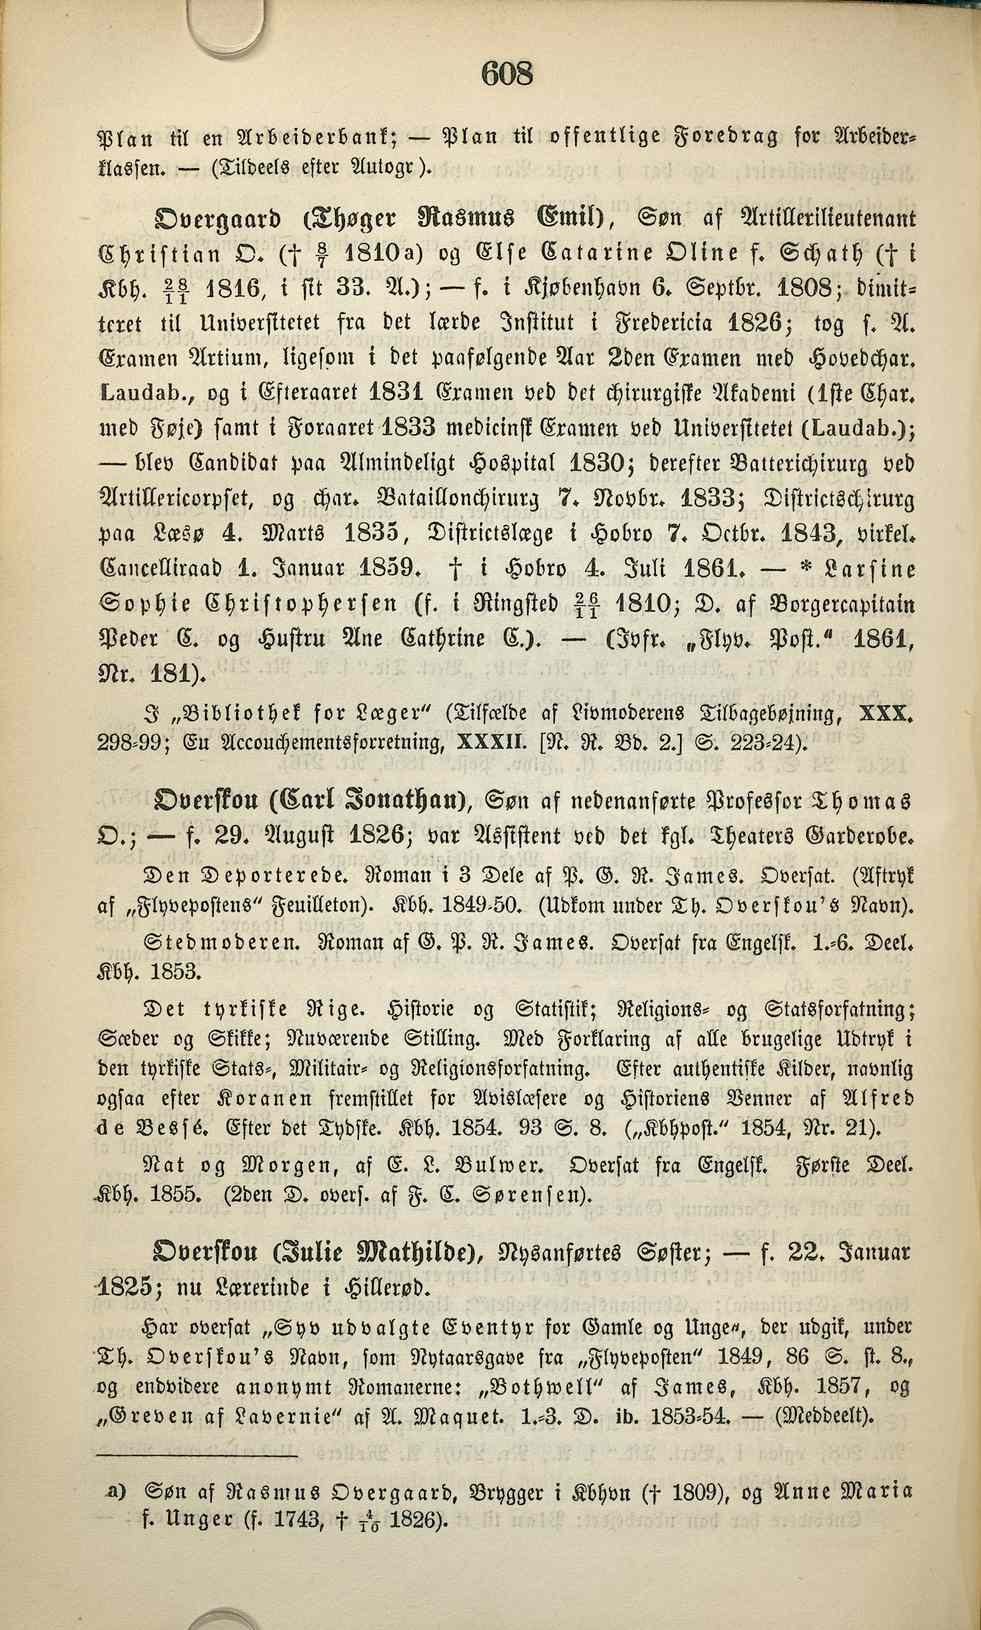 608
Plan til en Arbeiderbank; — Plan til offentlige Foredrag for Arbeider-
klassen. — (Tildeels efter Autogr).
Overgaard (Thøger Rasmus Emil), Søn af Artillerilieutenant
Christian O. († 8/7 1810a) og Else Catarine Oline f. Schath († i
Kbh. 28/11 1816, i sit 33. A.); — f. i Kjøbenhavn 6. Septbr. 1808; dimit-
teret til Universitetet fra det lærde Institut i Fredericia 1826; tog s. A.
Examen Artium, ligesom i det paafølgende Aar 2den Examen med Hovedchar.
Laudab., og i Efteraaret 1831 Examen ved det chirurgiske Akademi (1ste Char.
med Føje) samt i Foraaret 1833 medicinsk Examen ved Universitetet (Laudab.);
— blev Candidat paa Almindeligt Hospital 1830; derefter Batterichirurg ved
Artillericorpset, og char. Bataillonchirurg 7. Novbr. 1833; Districtschirurg
paa Læsø 4. Marts 1835, Districtslæge i Hobro 7. Octbr. 1843, virkel.
Cancelliraad 1. Januar 1859. † i Hobro 4. Juli 1861. — * Larsine
Sophie Christophersen (f. i Ringsted 26/11 1810; D. af Borgercapitain
Peder C. og Hustru Ane Cathrine C.). — (Jvfr. „Flyv. Post.“ 1861,
Nr. 181).
I „Bibliothek for Læger“ (Tilfælde af Livmoderens Tilbagebøjning, XXX.
298-99; En Accouchementsforretning, XXXII. [N. R. Bd. 2.] S. 223-24).
Overskou (Carl Jonathan), Søn af nedenanførte Professor Thomas
O.; — f. 29. August 1826; var Assistent ved det kgl. Theaters Garderobe.
Den Deporterede. Roman i 3 Dele af P. G. R. James. Oversat. (Aftryk
af „Flyvepostens“ Feuilleton). Kbh. 1849-50. (Udkom under Th. Overskou's Navn).
Stedmoderen. Roman af G. P. R. James. Oversat fra Engelsk. 1.-6. Deel.
Kbh. 1853.
Det tyrkiske Rige. Historie og Statistik; Religions- og Statsforfatning;
Sæder og Skikke; Nuværende Stilling. Med Forklaring af alle brugelige Udtryk i
den tyrkiske Stats-, Militair- og Religionsforfatning. Efter authentiske Kilder, navnlig
ogsaa efter Koranen fremstillet for Avislæsere og Historiens Venner af Alfred
de Bessé. Efter det Tydske. Kbh. 1854. 93 S. 8. („Kbhpost.“ 1854, Nr. 21).
Nat og Morgen, af E. L. Bulwer. Oversat fra Engelsk. Første Deel.
Kbh. 1855. (2den D. overs. af F. C. Sørensen).
Overskou (Julie Mathilde), Nysanførtes Søster; — f. 22. Januar
1825; nu Lærerinde i Hillerød.
Har oversat „Syv udvalgte Eventyr for Gamle og Unge“, der udgik, under
Th. Overskou's Navn, som Nytaarsgave fra „Flyveposten“ 1849, 86 S. st. 8.,
og endvidere anonymt Romanerne: „Bothwell“ af James, Kbh. 1857, og
„Greven af Lavernie“ af A. Maquet. 1.-3. D. ib. 1853-54. — (Meddeelt).
a) Søn af Rasmus Overgaard, Brygger i Kbhvn († 1809), og Anne Maria
f. Unger (f. 1743, † 4/10 1826).